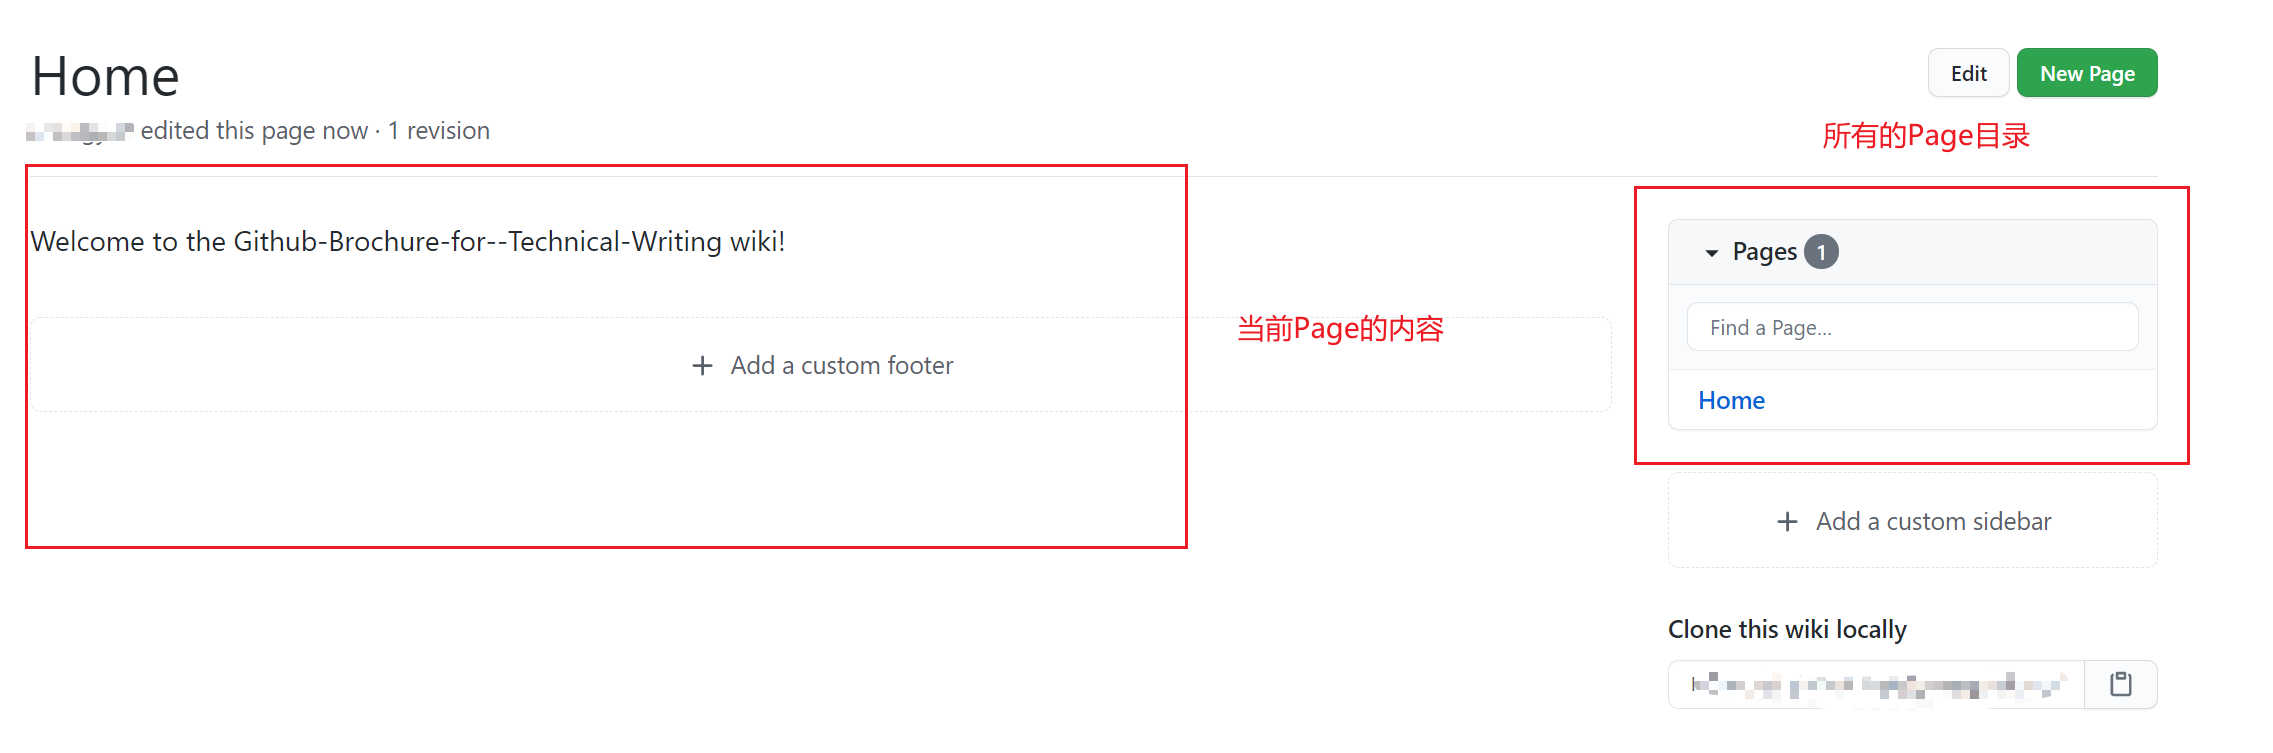 Home
Edit
New Page
edited this page now · 1 revision
所有的Page目录
Welcome to the Github-Brochure-for--Technical-Writing wiki!
当前Page的内容
+ Add a custom footer
Pages 1
Find a Page...
Home
+ Add a custom sidebar
Clone this wiki locally